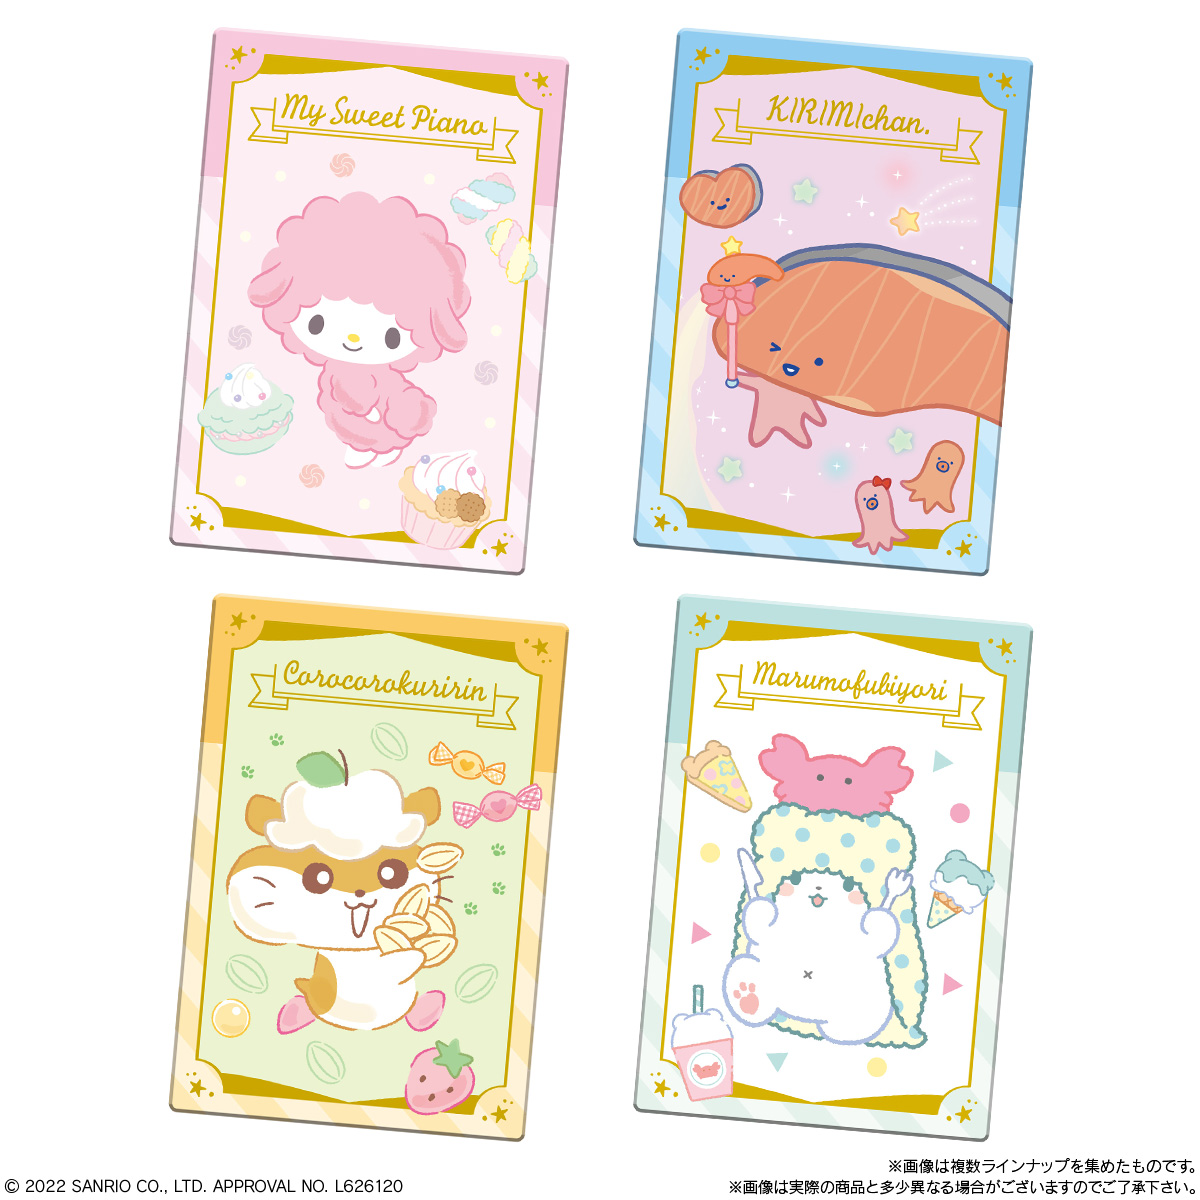 My Sweet Piano
KIRIMIchan.
Corocorokuririn
Marumofubiyori
※画像は複数ラインナップを集めたものです。
© 2022 SANRIO CO., LTD. APPROVAL NO. L626120
※画像は実際の商品と多少異なる場合がございますのでご了承下さい。